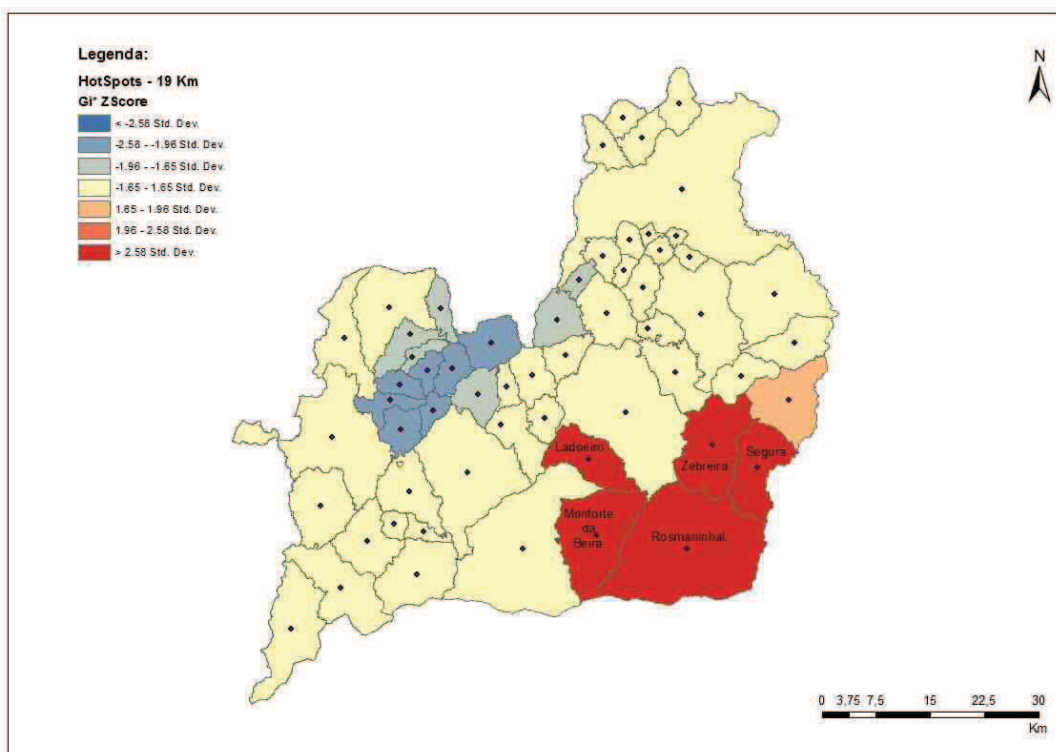 Legenda:
HotSpots - 19 Km
Gi* ZScore
< -2.58 Std. Dev.
-2.58 - -1.96 Std. Dev.
-1.96 - -1.65 Std. Dev.
-1.65 - 1.65 Std. Dev.
1.65 - 1.96 Std. Dev.
1.96 - 2.58 Std. Dev.
> 2.58 Std. Dev.
N
Ladoeiro
Zebreira
Segura
Monforte
da
Beira
Rosmaninhal
0 3,75 7,5 15 22,5 30
Km